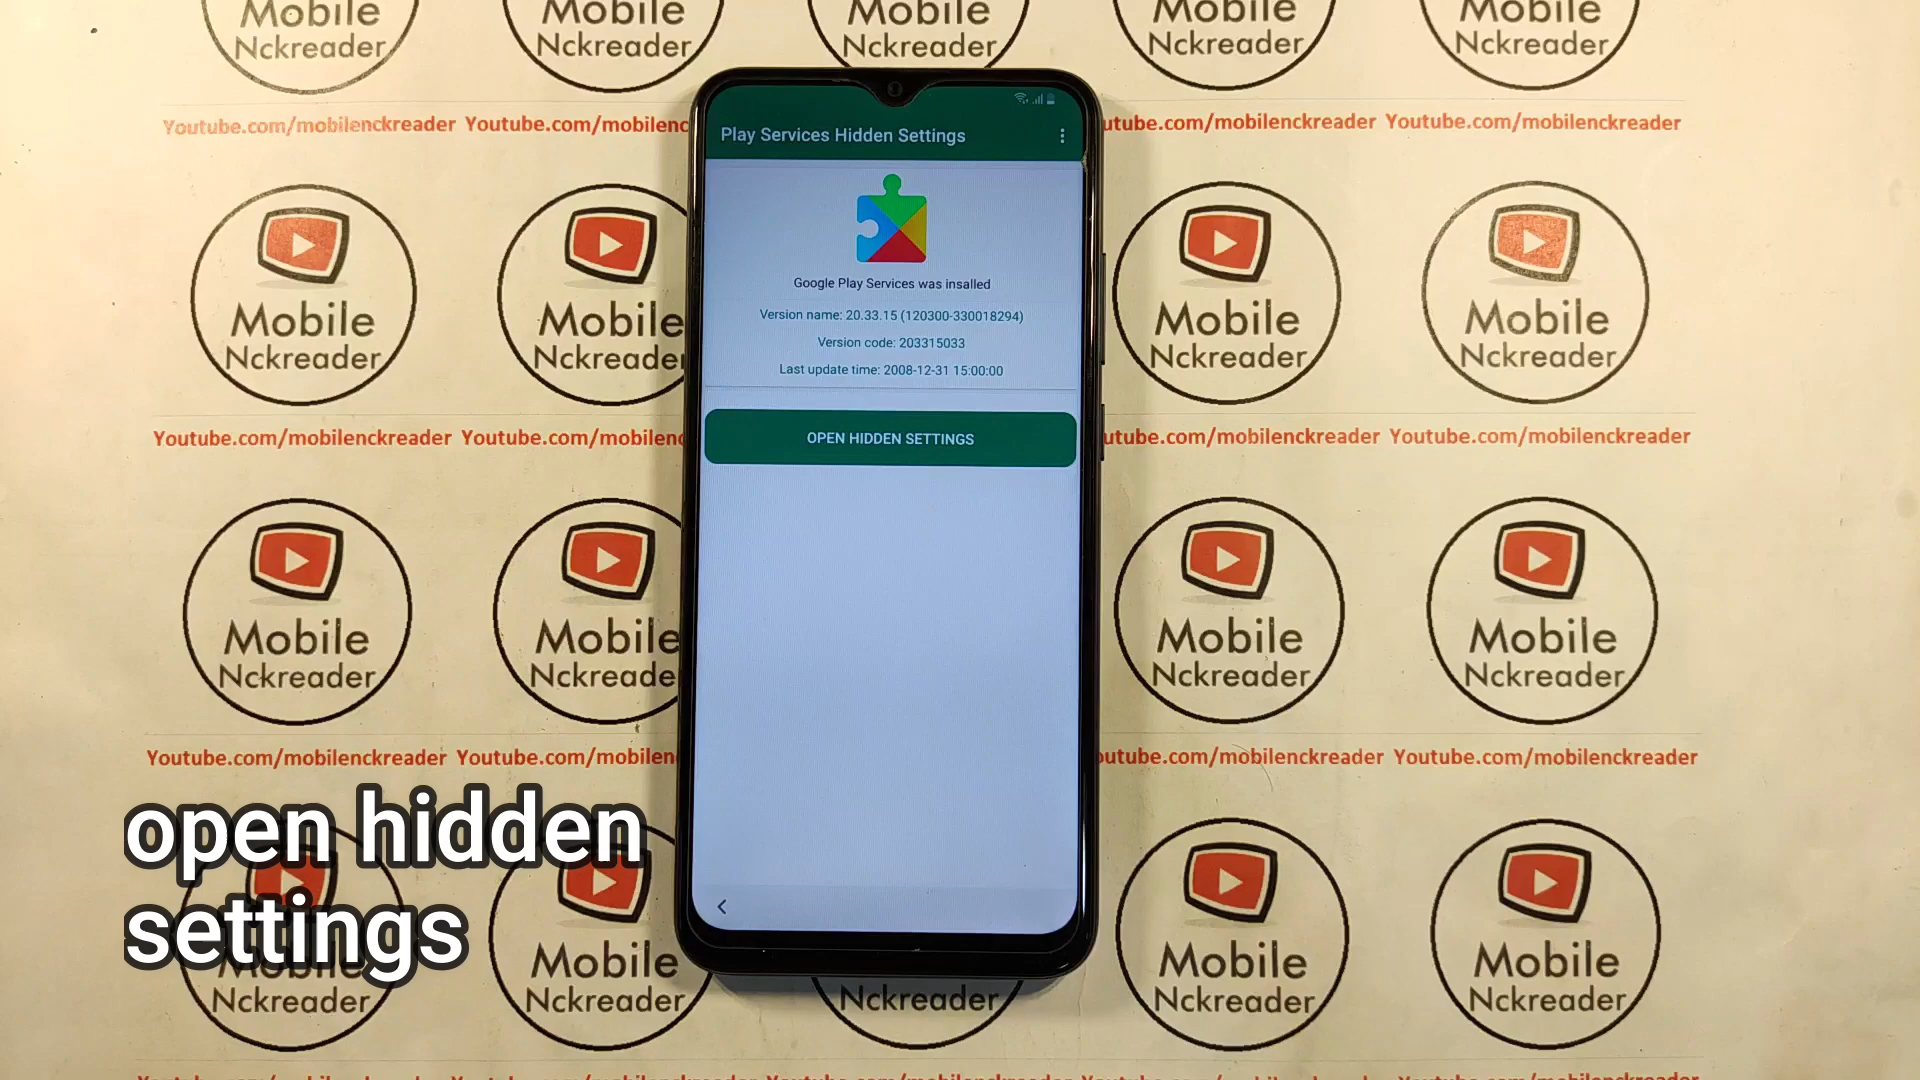 Mobile Mobile Mobile Mobile Mobile
Nckreader Nckreader Nckreader Nckreader Nckreader
Youtube.com/mobilenckreader Youtube.com/mobilenc utube.com/mobilenckreader Youtube.com/mobilenckreader
Play Services Hidden Settings
Google Play Services was insalled
Version name: 20.33.15 (120300-330018294)
Version code: 203315033
Last update time: 2008-12-31 15:00:00
OPEN HIDDEN SETTINGS
Mobile Mobile Mobile Mobile
Nckreader Nckreader Nckreader Nckreader
Youtube.com/mobilenckreader Youtube.com/mobilenc utube.com/mobilenckreader Youtube.com/mobilenckreader
Mobile Mobile Mobile Mobile
Nckreader Nckreade Nckreader Nckreader
Youtube.com/mobilenckreader Youtube.com/mobilen outube.com/mobilenckreader Youtube.com/mobilenckreader
open hidden
settings
Mobile Mobile Mobile Mobile
Nckreader Nckreader Nckreader Nckreader Nckreader